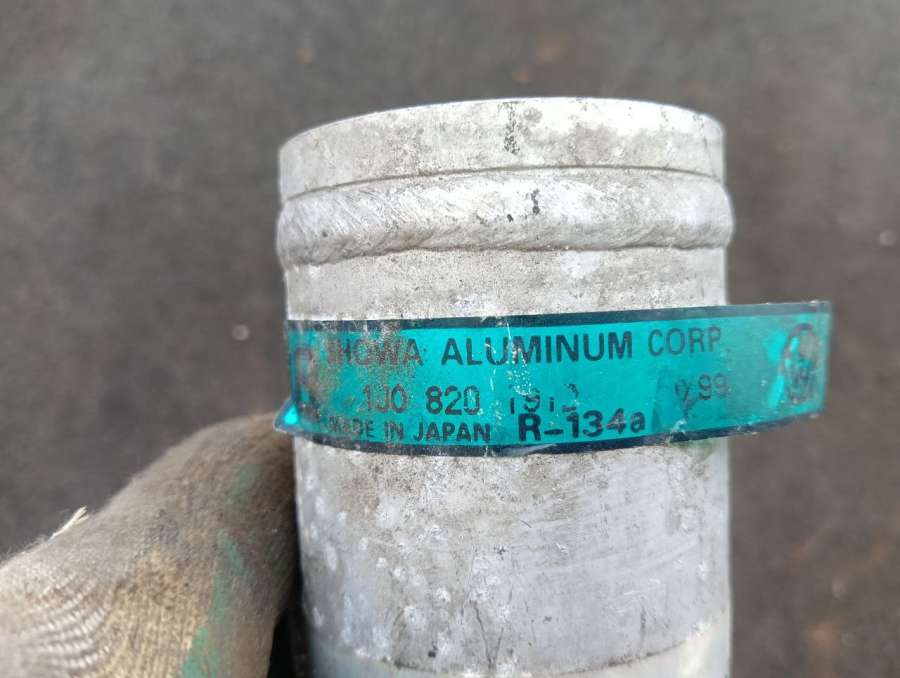 SHOWA ALUMINUM CORP.
1J0 820
MADE IN JAPAN R-134a